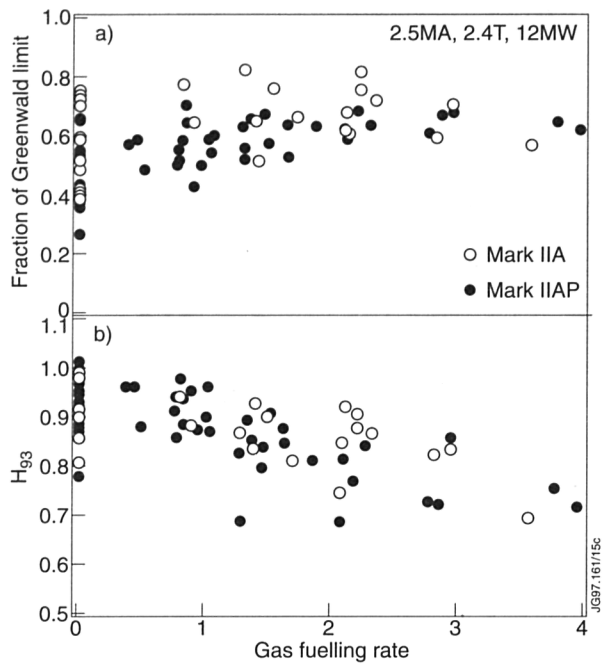 a)
2.5MA, 2.4T, 12MW
Fraction of Greenwald limit
1.0
0.8
0.6
0.4
0.2
0
Mark IIA
Mark IIAP
b)
H93
1.1
1.0
0.9
0.8
0.7
0.6
0.5
0
1
2
3
4
Gas fuelling rate
JG97.161/15c